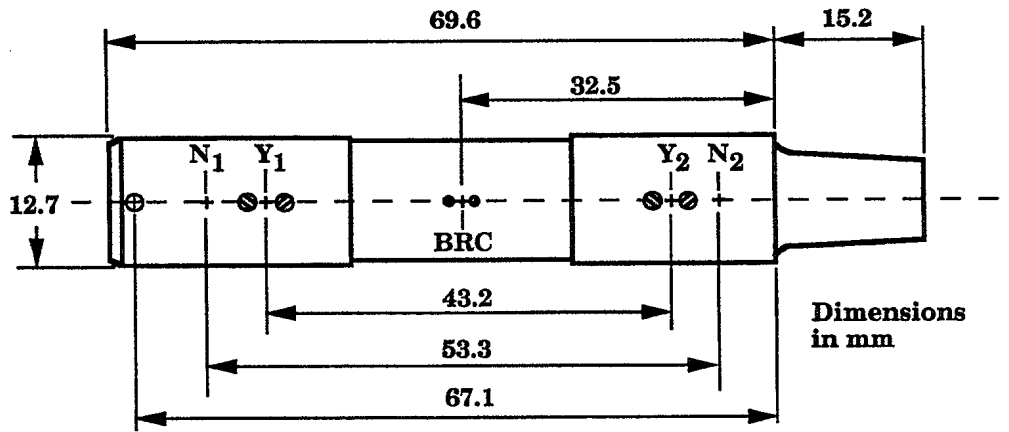 69.6
15.2
32.5
N1 Y1
Y2 N2
12.7
BRC
43.2
Dimensions
in mm
53.3
67.1